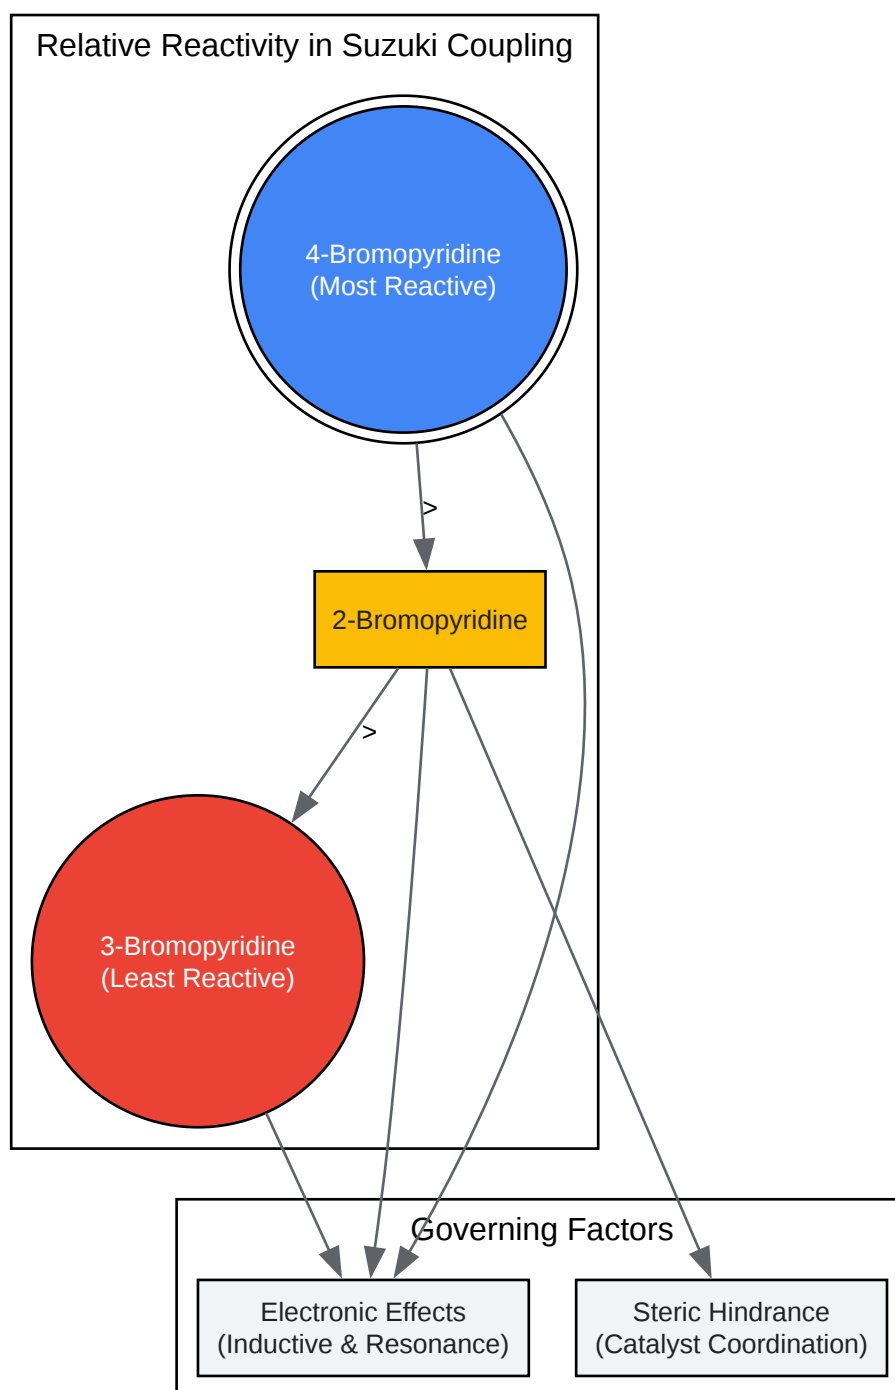 Relative Reactivity in Suzuki Coupling
4-Bromopyridine
(Most Reactive)
>
2-Bromopyridine
>
3-Bromopyridine
(Least Reactive)
Governing Factors
Electronic Effects
(Inductive & Resonance)
Steric Hindrance
(Catalyst Coordination)